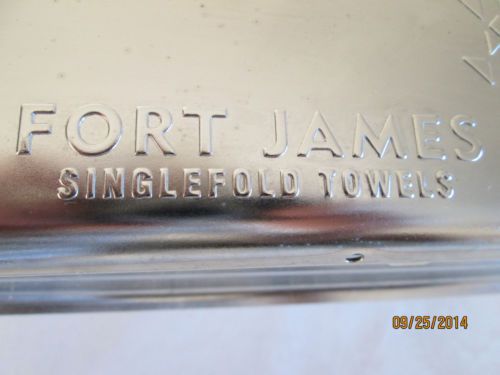 FORT JAMES
SINGLEFOLD TOWELS
09/25/2014